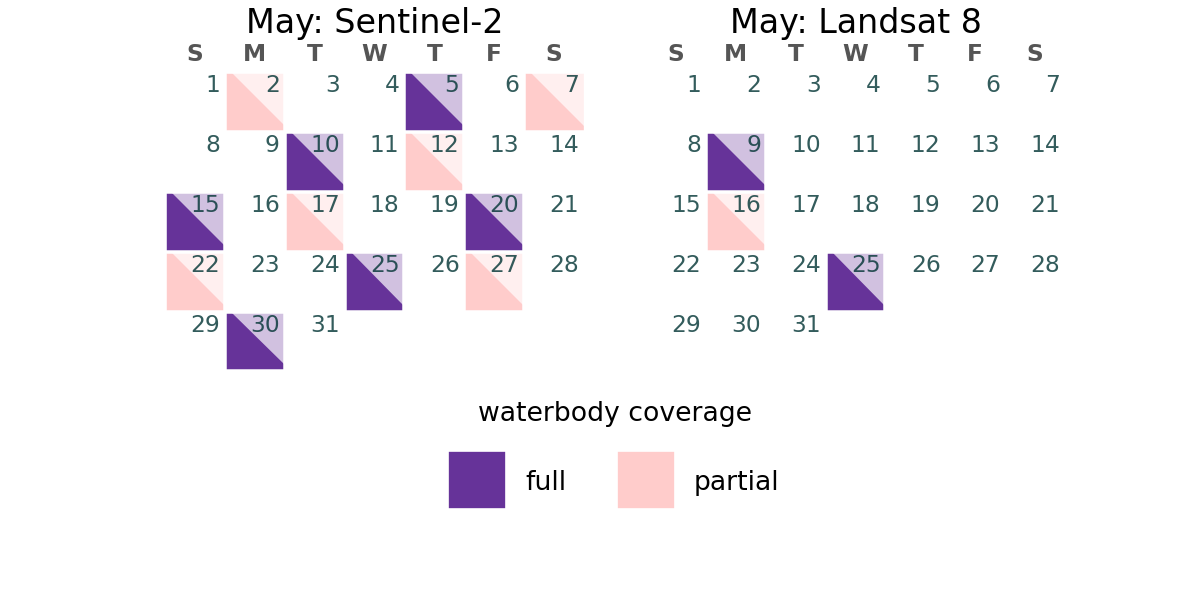 May: Sentinel-2
S M T W T F S
1 2 3 4 5 6 7
8 9 10 11 12 13 14
15 16 17 18 19 20 21
22 23 24 25 26 27 28
29 30 31
May: Landsat 8
S M T W T F S
1 2 3 4 5 6 7
8 9 10 11 12 13 14
15 16 17 18 19 20 21
22 23 24 25 26 27 28
29 30 31
waterbody coverage
full
partial